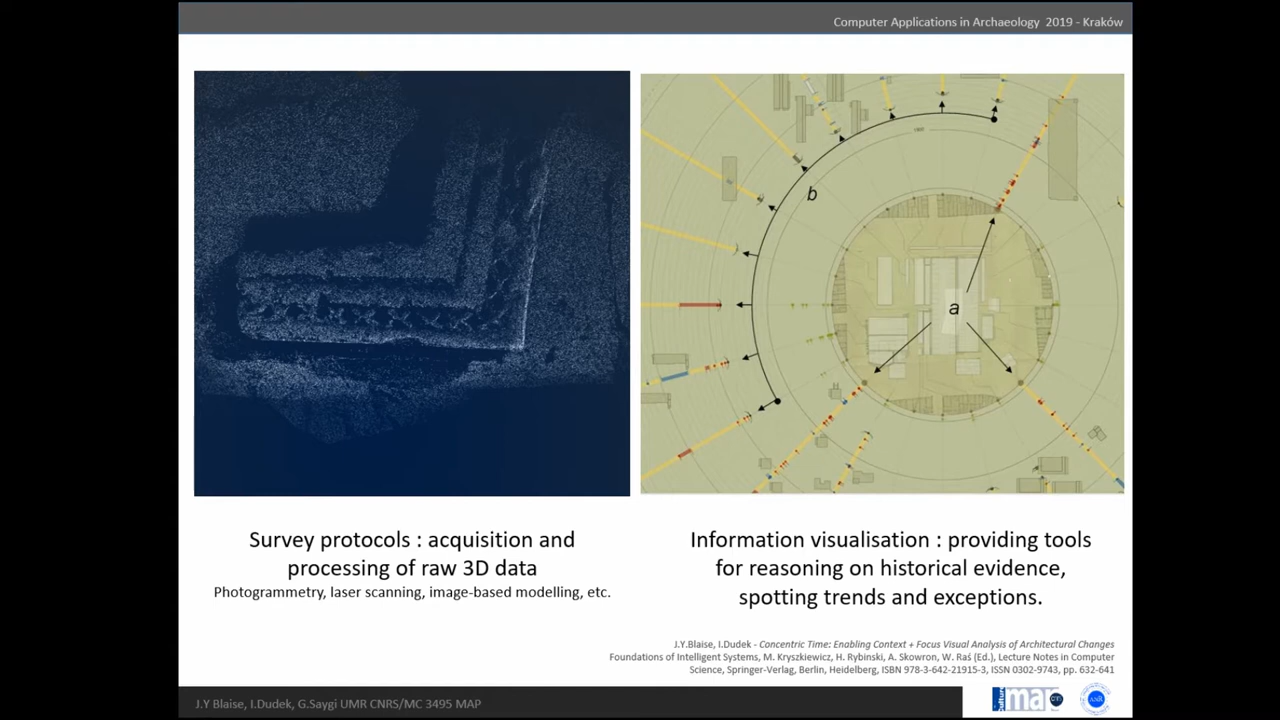 Computer Applications in Archaeology 2019 - Kraków
b
a
Survey protocols : acquisition and
processing of raw 3D data
Photogrammetry, laser scanning, image-based modelling, etc.
Information visualisation : providing tools
for reasoning on historical evidence,
spotting trends and exceptions.
J.Y.Blaise, I.Dudek - Concentric Time: Enabling Context + Focus Visual Analysis of Architectural Changes
Foundations of Intelligent Systems, M. Kryszkiewicz, H. Rybinski, A. Skowron, W. Raś (Ed.), Lecture Notes in Computer
Science, Springer-Verlag, Berlin, Heidelberg, ISBN 978-3-642-21915-3, ISSN 0302-9743, pp. 632-641
J.Y Blaise, I.Dudek, G.Saygi UMR CNRS/MC 3495 MAP